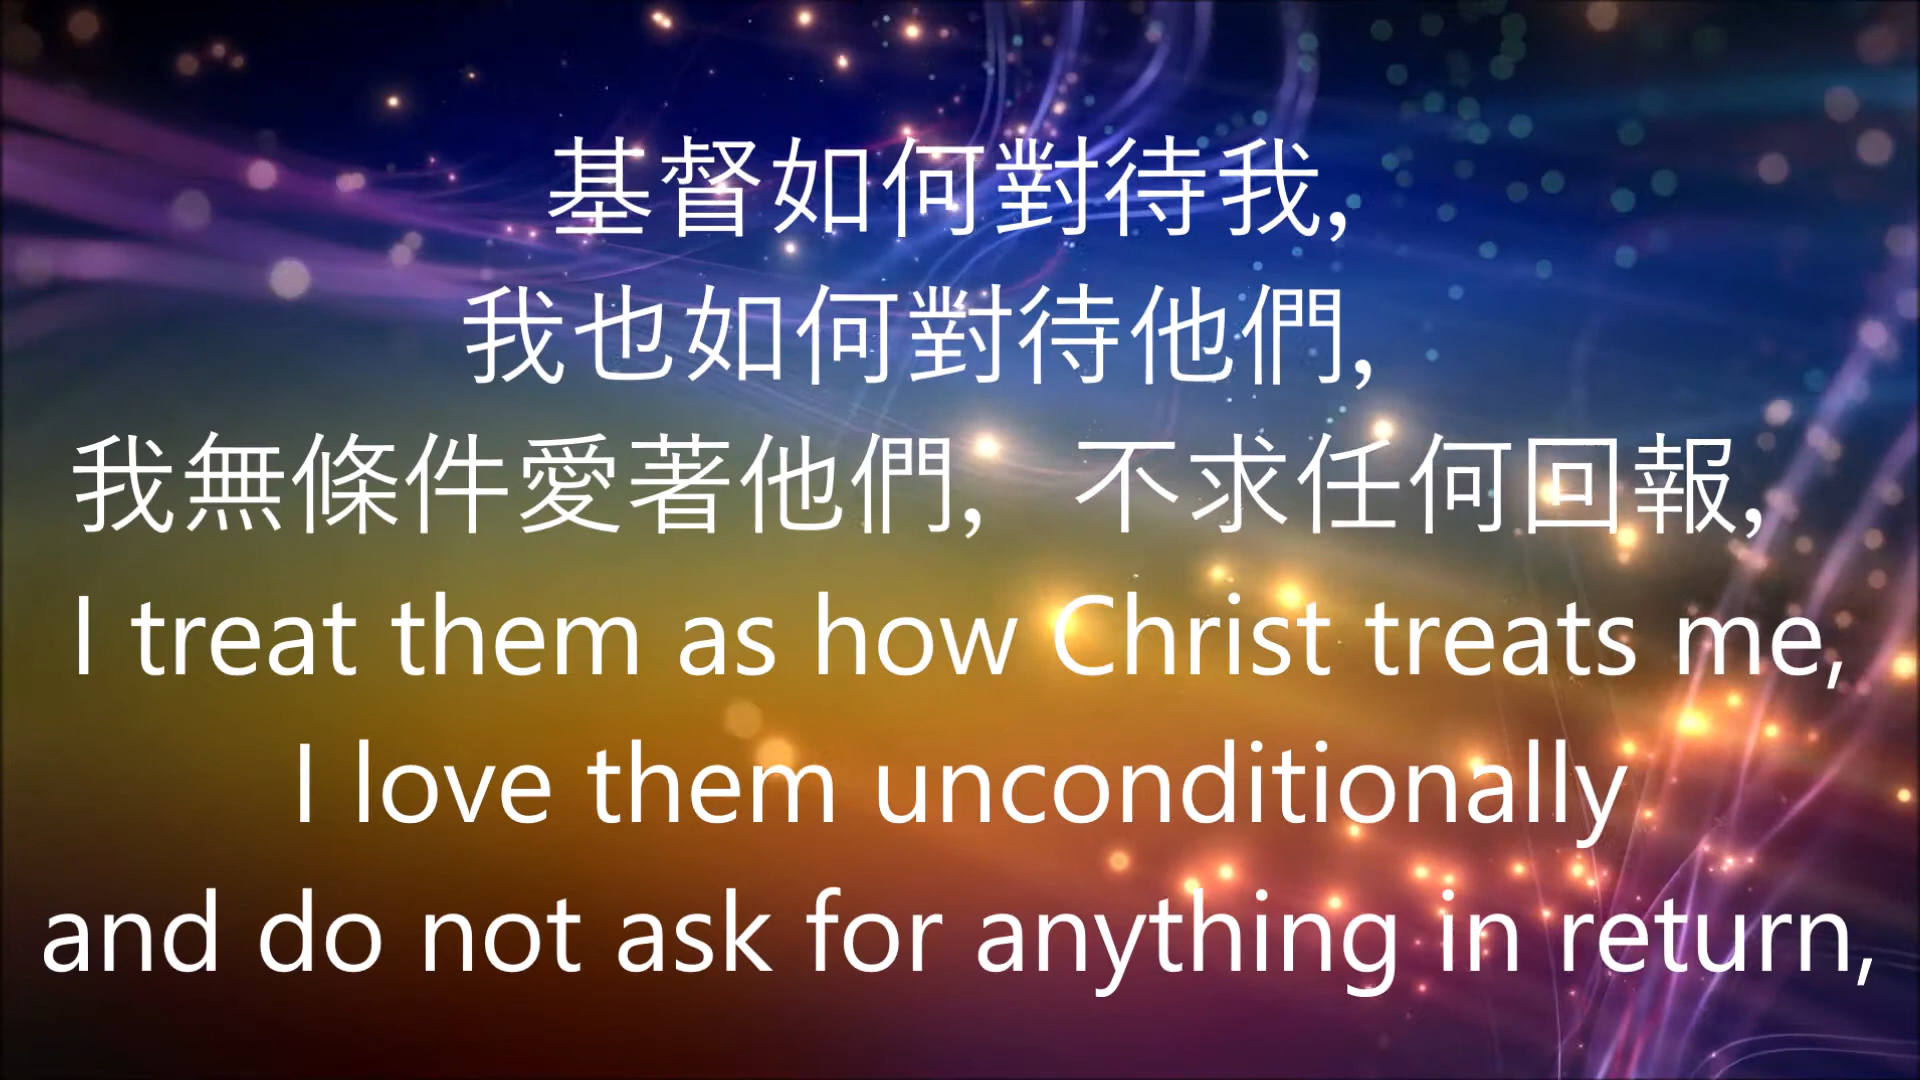 基督如何對待我,
我也如何對待他們,
我無條件愛著他們, 不求任何回報,
I treat them as how Christ treats me,
I love them unconditionally
and do not ask for anything in return,